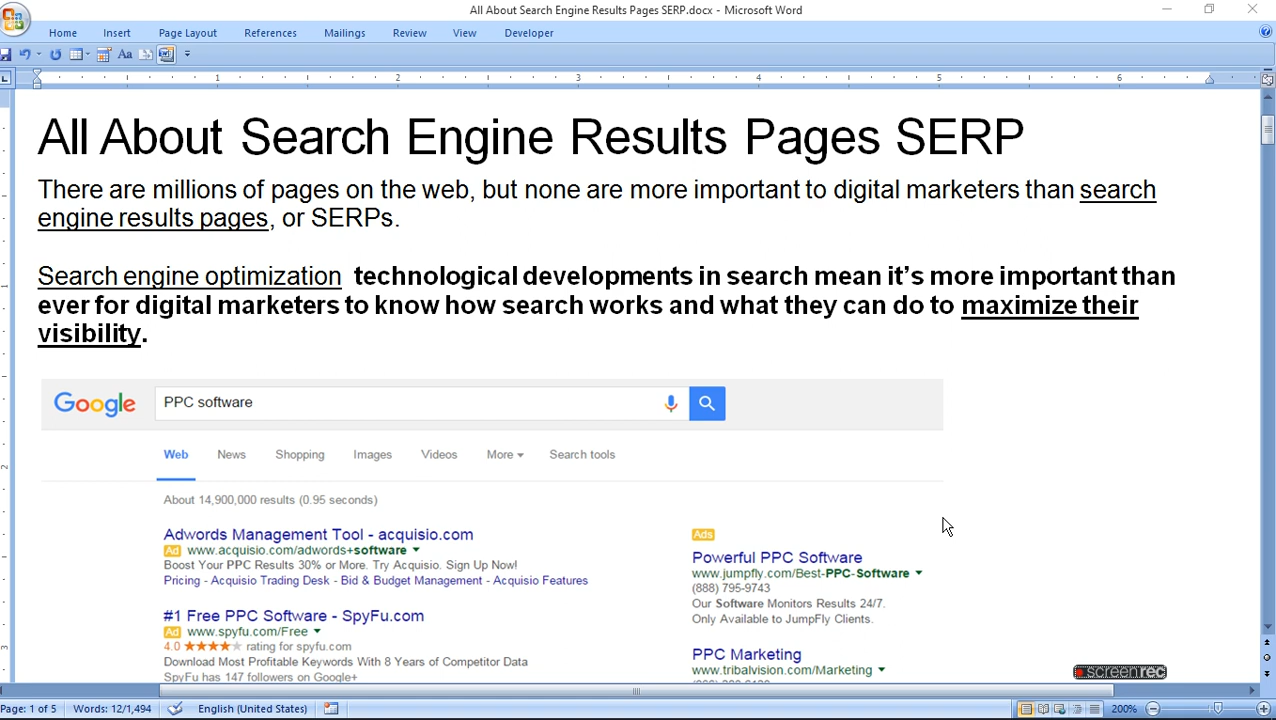 All About Search Engine Results Pages SERP.docx - Microsoft Word
Home Insert Page Layout References Mailings Review View Developer
Aa
1 2 3 4 5 6
All About Search Engine Results Pages SERP
There are millions of pages on the web, but none are more important to digital marketers than search
engine results pages, or SERPs.
Search engine optimization technological developments in search mean it’s more important than
ever for digital marketers to know how search works and what they can do to maximize their
visibility.
Google PPC software
Web News Shopping Images Videos More Search tools
About 14,900,000 results (0.95 seconds)
Adwords Management Tool - acquisio.com
Ad www.acquisio.com/adwords+software
Boost Your PPC Results 30% or More. Try Acquisio. Sign Up Now!
Pricing - Acquisio Trading Desk - Bid & Budget Management - Acquisio Features
#1 Free PPC Software - SpyFu.com
Ad www.spyfu.com/Free
4.0 ★★★★★ rating for spyfu.com
Download Most Profitable Keywords With 8 Years of Competitor Data
SpyFu has 147 followers on Google+
Ads
Powerful PPC Software
www.jumpfly.com/Best-PPC-Software
(888) 795-9743
Our Software Monitors Results 24/7.
Only Available to JumpFly Clients.
PPC Marketing
www.tribalvision.com/Marketing
screenrec
Page: 1 of 5 Words: 12/1,494 English (United States) 200%